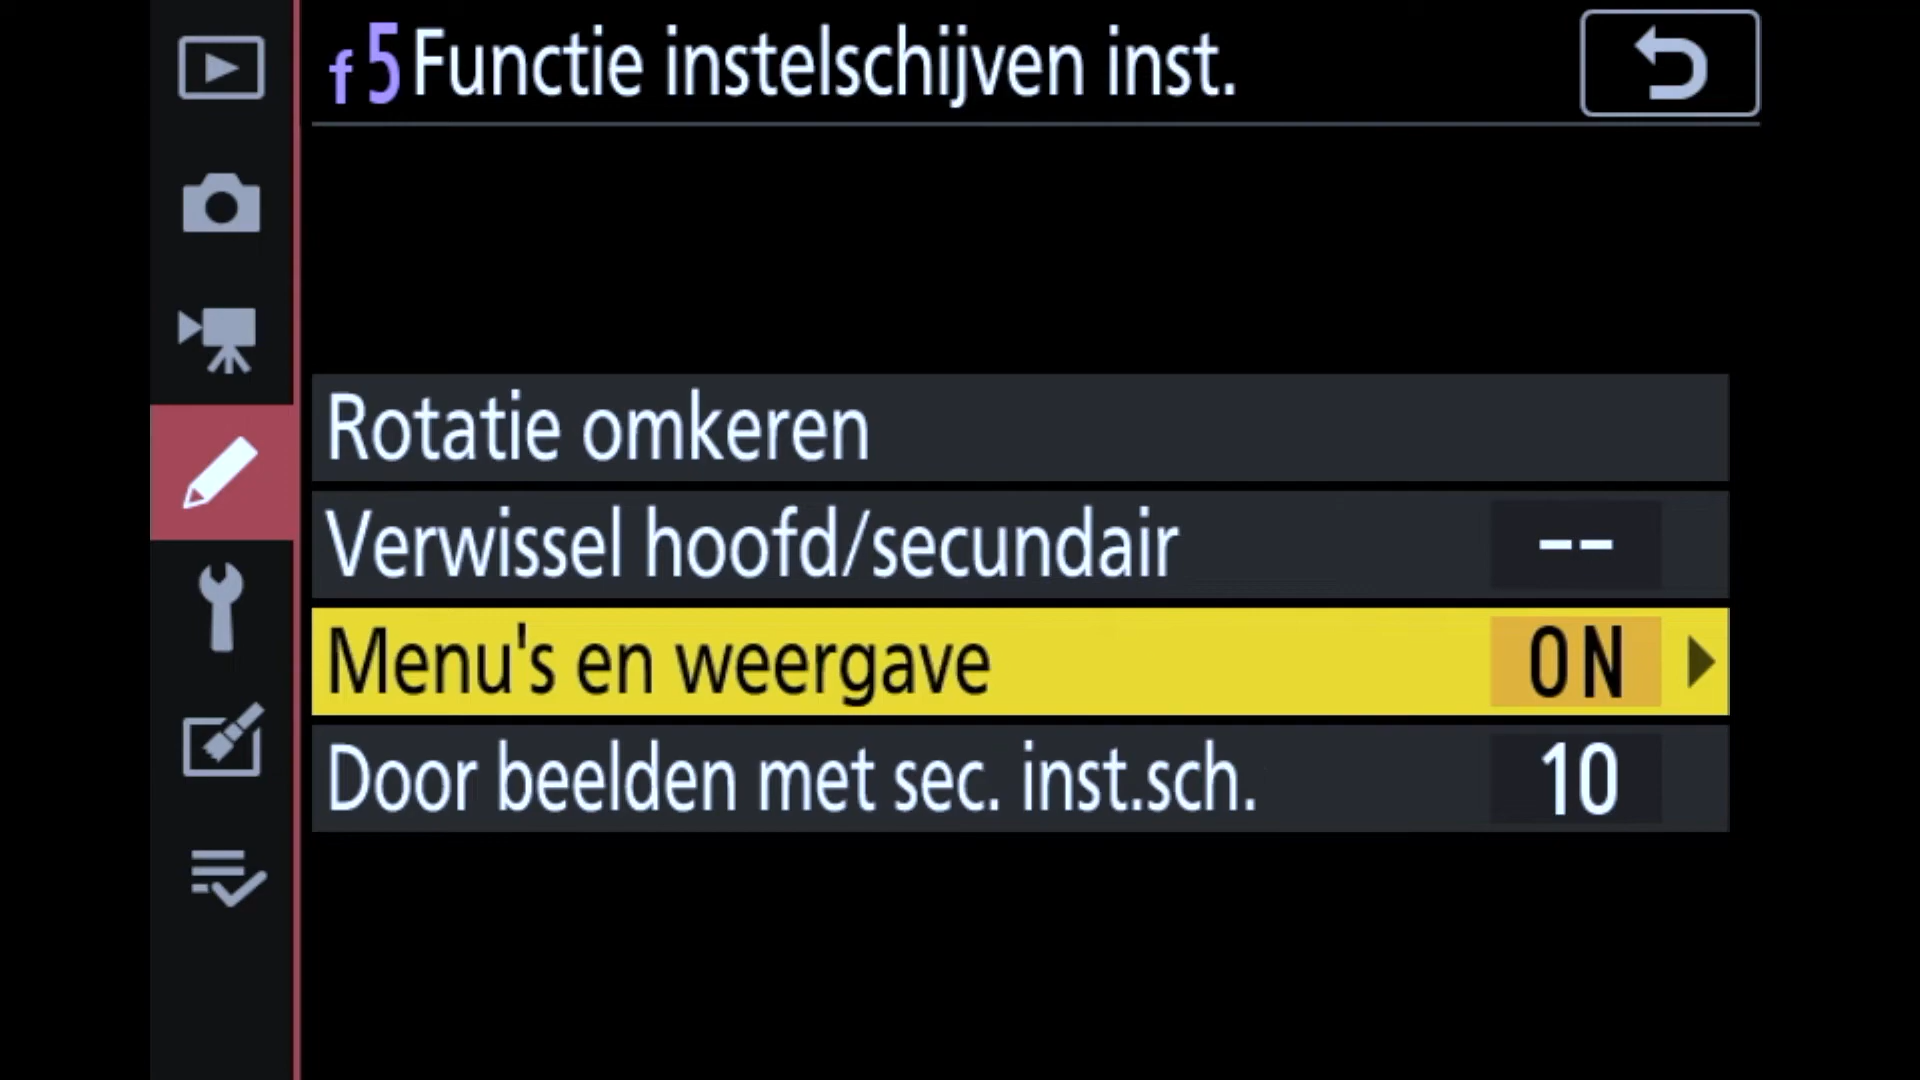 f5 Functie instelschijven inst.
Rotatie omkeren
Verwissel hoofd/secundair --
Menu's en weergave ON
Door beelden met sec. inst.sch. 10